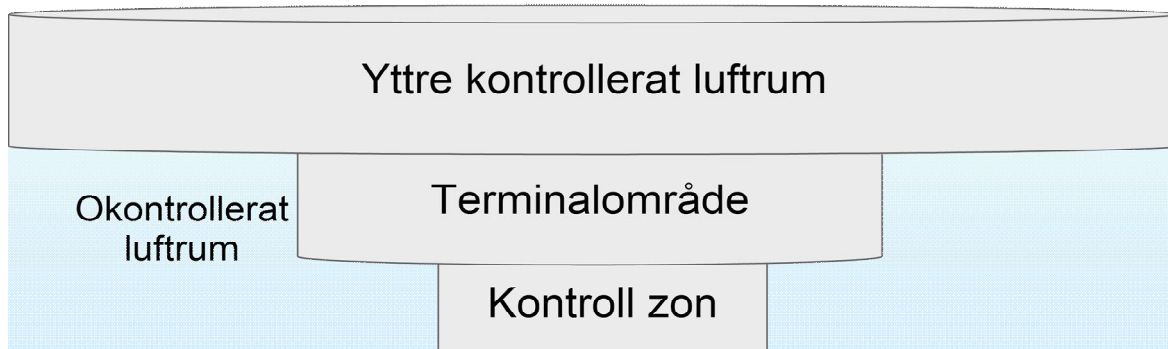 Yttre kontrollerat luftrum
Terminalområde
Okontrollerat
luftrum
Kontroll zon